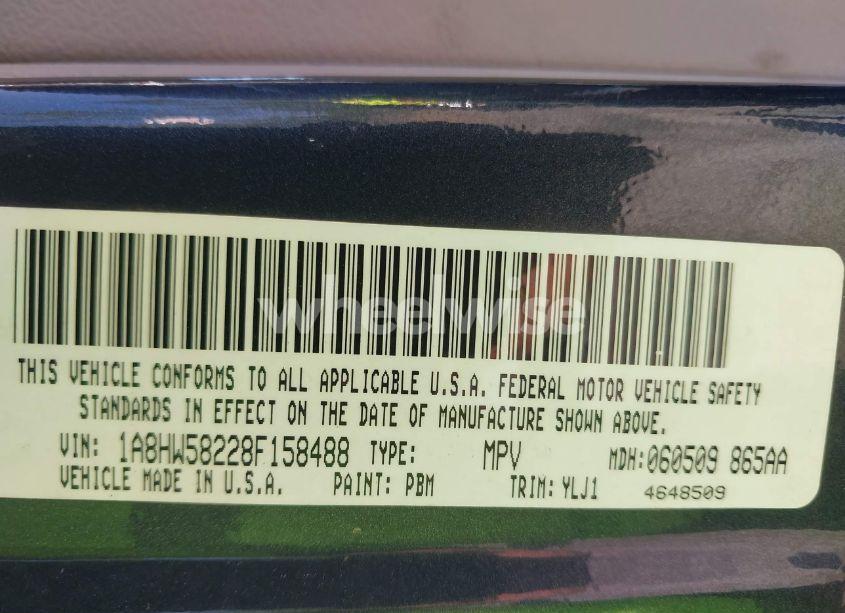 wheelwise
THIS VEHICLE CONFORMS TO ALL APPLICABLE U.S.A. FEDERAL MOTOR VEHICLE SAFETY
STANDARDS IN EFFECT ON THE DATE OF MANUFACTURE SHOWN ABOVE.
VIN: 1A8HW58228F158488 TYPE: MPV MDH:060509 865AA
VEHICLE MADE IN U.S.A. PAINT: PBM TRIM: YLJ1 4648509